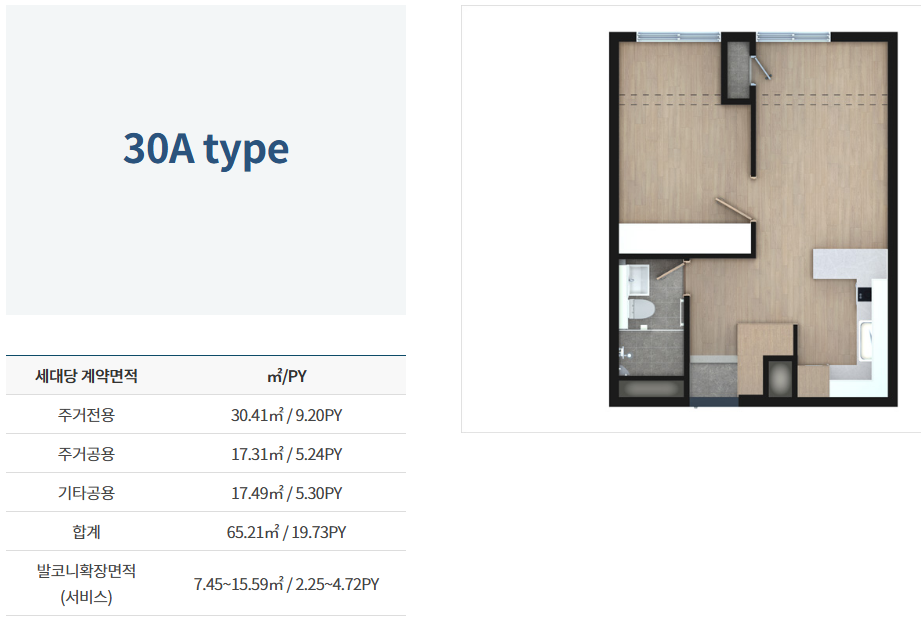 30A type
세대당 계약면적 ㎡/PY
주거전용 30.41㎡ / 9.20PY
주거공용 17.31㎡ / 5.24PY
기타공용 17.49㎡ / 5.30PY
합계 65.21㎡ / 19.73PY
발코니확장면적
(서비스) 7.45~15.59㎡ / 2.25~4.72PY